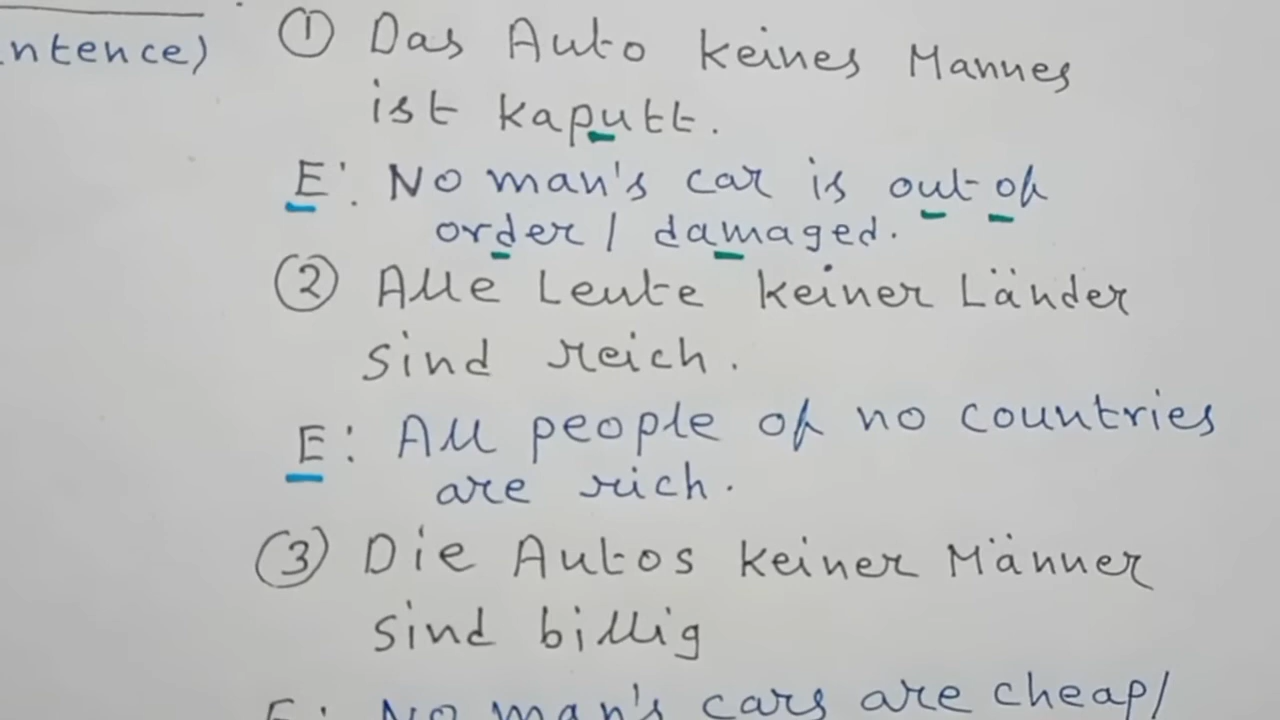 ntence)
① Das Auto keines Mannes
ist kaputt.
E: No man's car is out of
order / damaged.
② Alle Leute keiner Länder
sind reich.
E: All people of no countries
are rich.
③ Die Autos keiner Männer
sind billig
E: No man's cars are cheap/